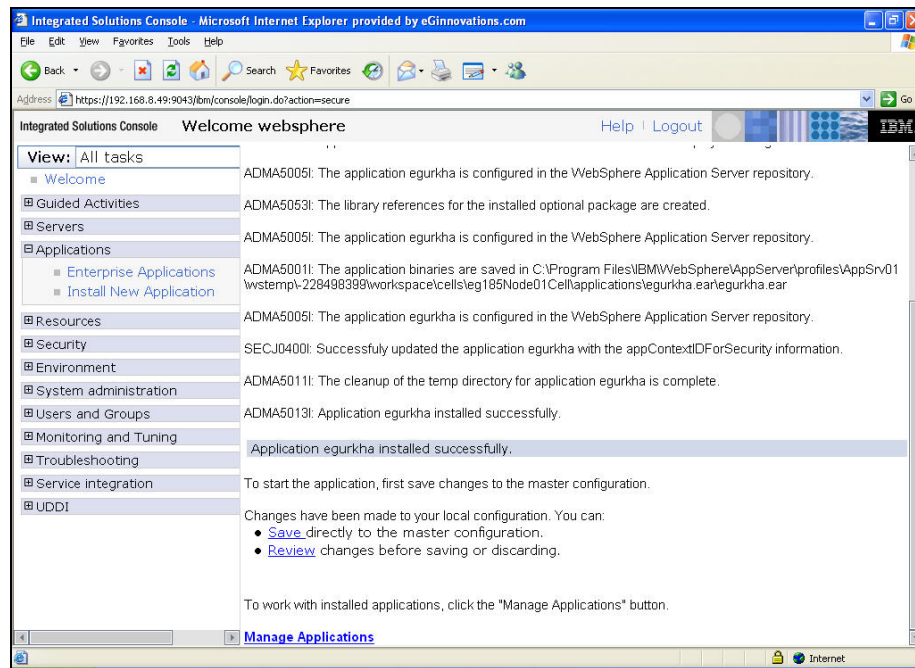 Integrated Solutions Console - Microsoft Internet Explorer provided by eGinnovations.com
File Edit View Favorites Tools Help
Back Search Favorites
Address https://192.168.8.49:9043/ibm/console/login.do?action=secure Go
Integrated Solutions Console Welcome websphere Help | Logout IBM
View: All tasks
Welcome
Guided Activities
Servers
Applications
Enterprise Applications
Install New Application
Resources
Security
Environment
System administration
Users and Groups
Monitoring and Tuning
Troubleshooting
Service integration
UDDI
ADMA5005I: The application egurkha is configured in the WebSphere Application Server repository.
ADMA5053I: The library references for the installed optional package are created.
ADMA5005I: The application egurkha is configured in the WebSphere Application Server repository.
ADMA5001I: The application binaries are saved in C:\Program Files\IBM\WebSphere\AppServer\profiles\AppSrv01
\wstemp\-228498399\workspace\cells\eg185Node01Cell\applications\egurkha.ear\egurkha.ear
ADMA5005I: The application egurkha is configured in the WebSphere Application Server repository.
SECJ0400I: Successfuly updated the application egurkha with the appContextIDForSecurity information.
ADMA5011I: The cleanup of the temp directory for application egurkha is complete.
ADMA5013I: Application egurkha installed successfully.
Application egurkha installed successfully.
To start the application, first save changes to the master configuration.
Changes have been made to your local configuration. You can:
Save directly to the master configuration.
Review changes before saving or discarding.
To work with installed applications, click the "Manage Applications" button.
Manage Applications
Internet